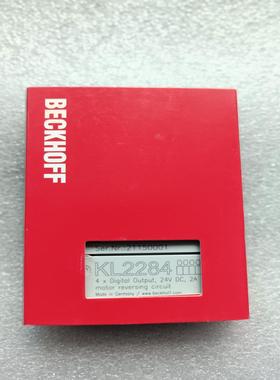 BECKHOFF
Ser.Nr.:21150001
KL2284
4 x Digital Output, 24V DC, 2A
motor reversing circuit
Made in Germany / www.beckhoff.com